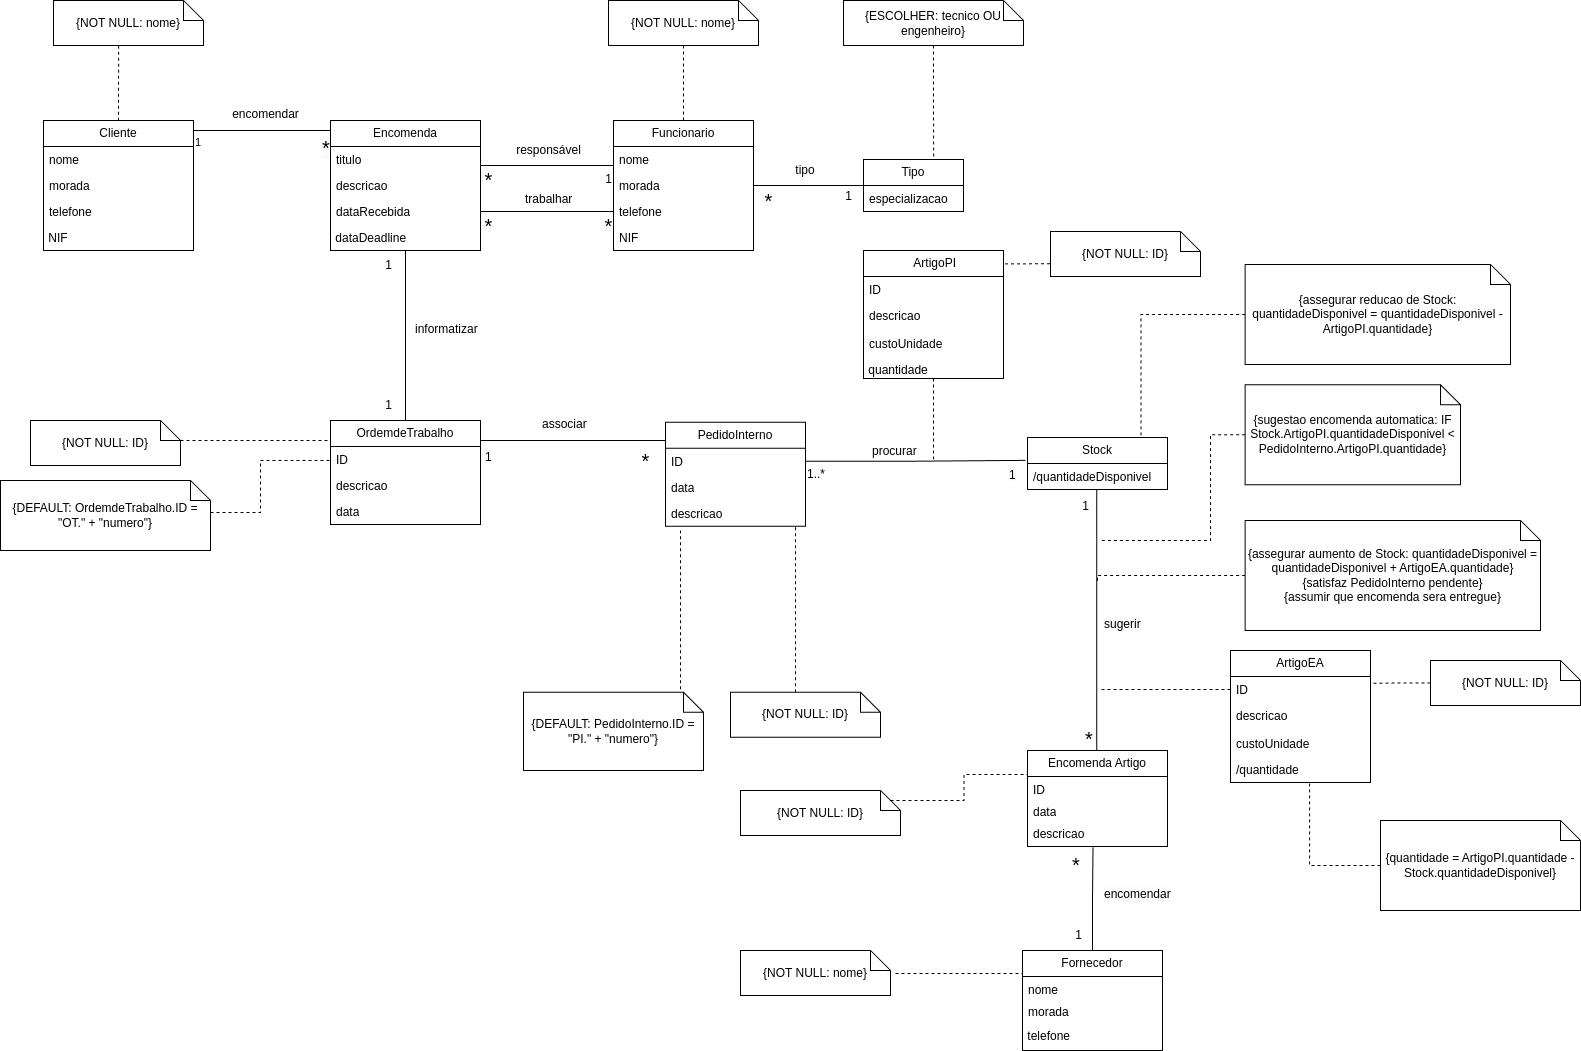 {NOT NULL: nome}
{NOT NULL: nome}
{ESCOLHER: tecnico OU
engenheiro}
Cliente
nome
morada
telefone
NIF
encomendar
1
*
Encomenda
titulo
descricao
dataRecebida
dataDeadline
responsável
*
1
trabalhar
*
*
Funcionario
nome
morada
telefone
NIF
tipo
*
1
Tipo
especializacao
ArtigoPI
ID
descricao
custoUnidade
quantidade
{NOT NULL: ID}
{assegurar reducao de Stock:
quantidadeDisponivel = quantidadeDisponivel -
ArtigoPI.quantidade}
1
informatizar
1
{NOT NULL: ID}
{DEFAULT: OrdemdeTrabalho.ID =
"OT." + "numero"}
OrdemdeTrabalho
ID
descricao
data
associar
1
*
PedidoInterno
ID
data
descricao
procurar
1..*
1
Stock
/quantidadeDisponivel
{sugestao encomenda automatica: IF
Stock.ArtigoPI.quantidadeDisponivel <
PedidoInterno.ArtigoPI.quantidade}
{assegurar aumento de Stock: quantidadeDisponivel =
quantidadeDisponivel + ArtigoEA.quantidade}
{satisfaz PedidoInterno pendente}
{assumir que encomenda sera entregue}
1
sugerir
*
{DEFAULT: PedidoInterno.ID =
"PI." + "numero"}
{NOT NULL: ID}
ArtigoEA
ID
descricao
custoUnidade
/quantidade
{NOT NULL: ID}
{NOT NULL: ID}
Encomenda Artigo
ID
data
descricao
{quantidade = ArtigoPI.quantidade -
Stock.quantidadeDisponivel}
*
encomendar
1
{NOT NULL: nome}
Fornecedor
nome
morada
telefone